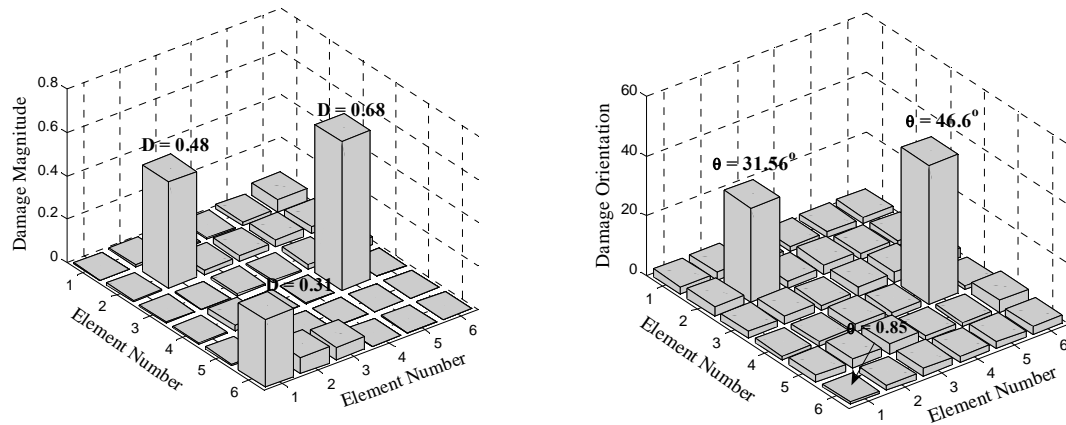 0.8
0.6
0.4
0.2
0
Damage Magnitude
D = 0.68
D = 0.48
D = 0.31
1
2
3
4
5
6
Element Number
1
2
3
4
5
6
Element Number
60
40
20
0
Damage Orientation
θ = 46.6°
θ = 31.56°
θ = 0.85
1
2
3
4
5
6
Element Number
1
2
3
4
5
6
Element Number